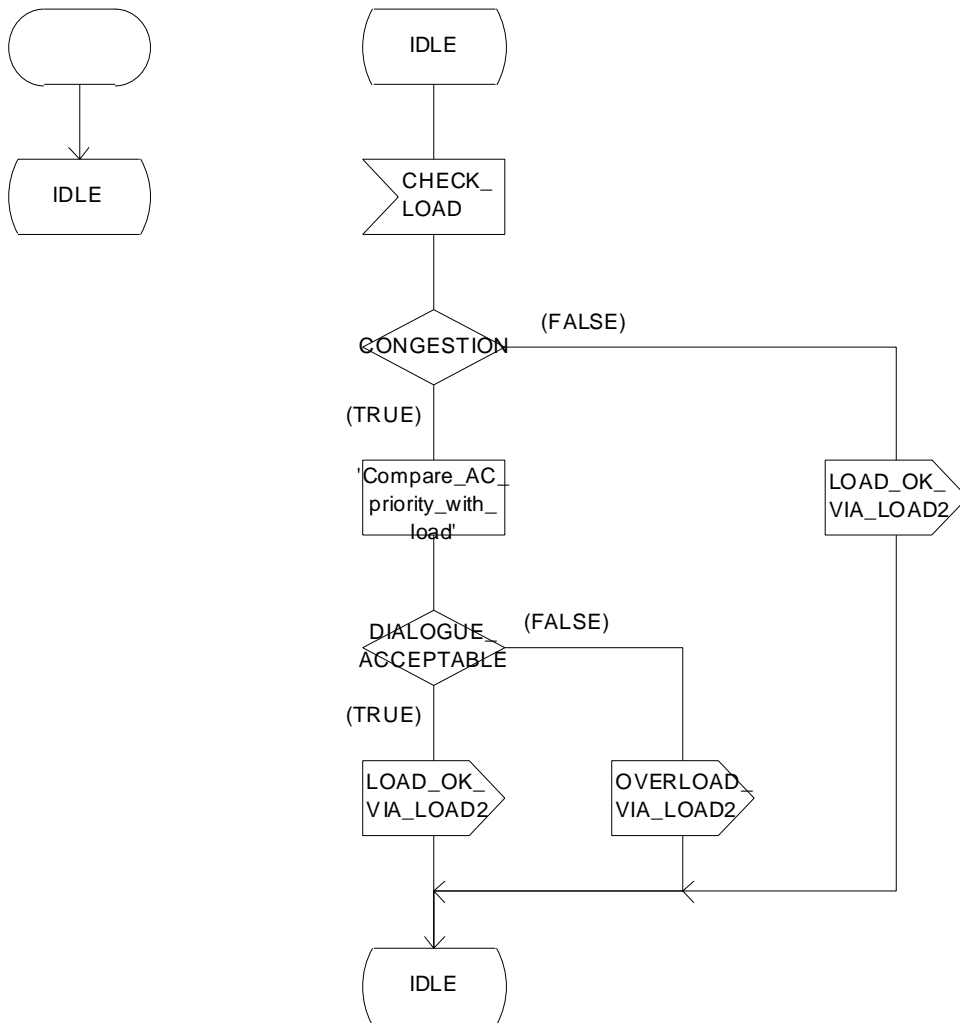 IDLE
IDLE
CHECK_
LOAD
CONGESTION
(FALSE)
(TRUE)
'Compare_AC_
priority_with_
load'
LOAD_OK_
VIA_LOAD2
DIALOGUE_
ACCEPTABLE
(FALSE)
(TRUE)
LOAD_OK_
VIA_LOAD2
OVERLOAD_
VIA_LOAD2
IDLE